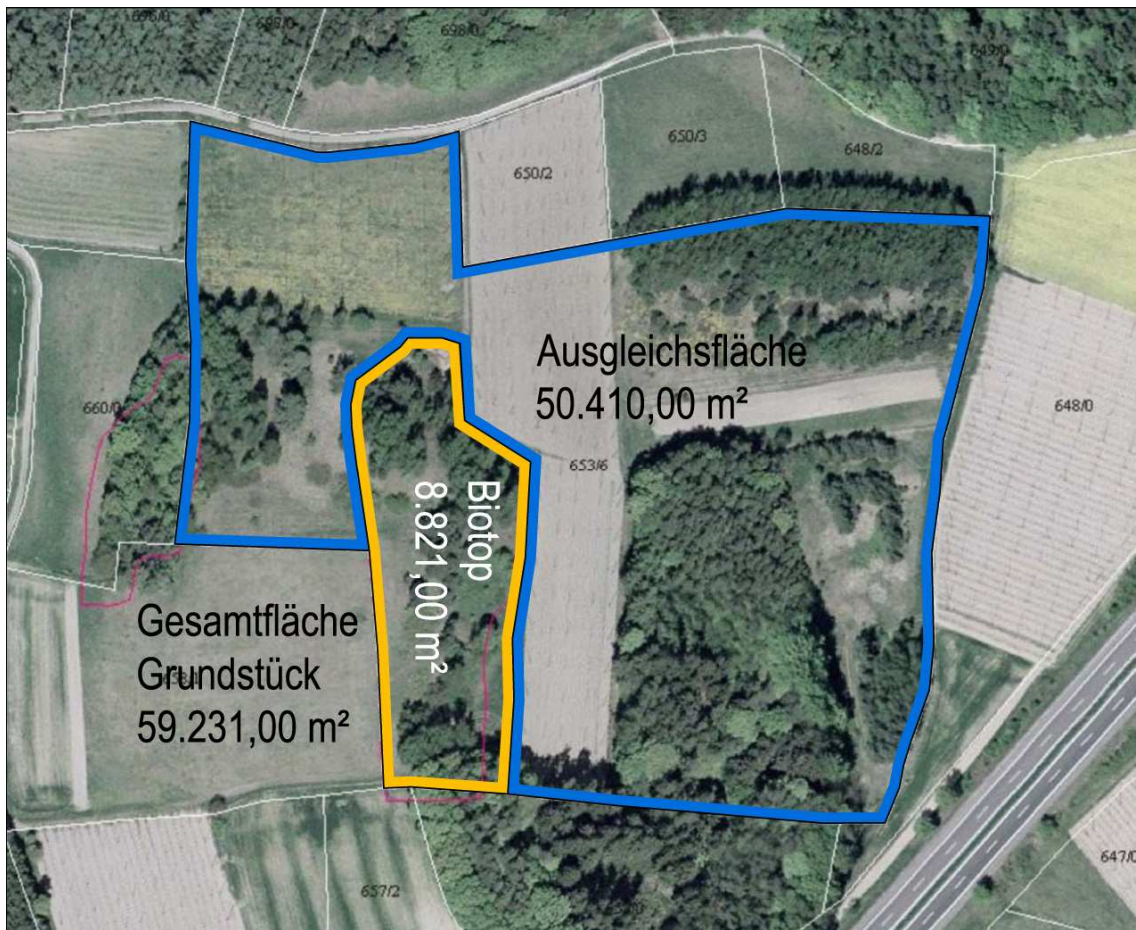 698/0
650/3
648/2
650/2
Ausgleichsfläche
50.410,00 m²
660/0
648/0
653/6
Biotop
8.821,00 m²
Gesamtfläche
Grundstück
59.231,00 m²
647/0
657/2